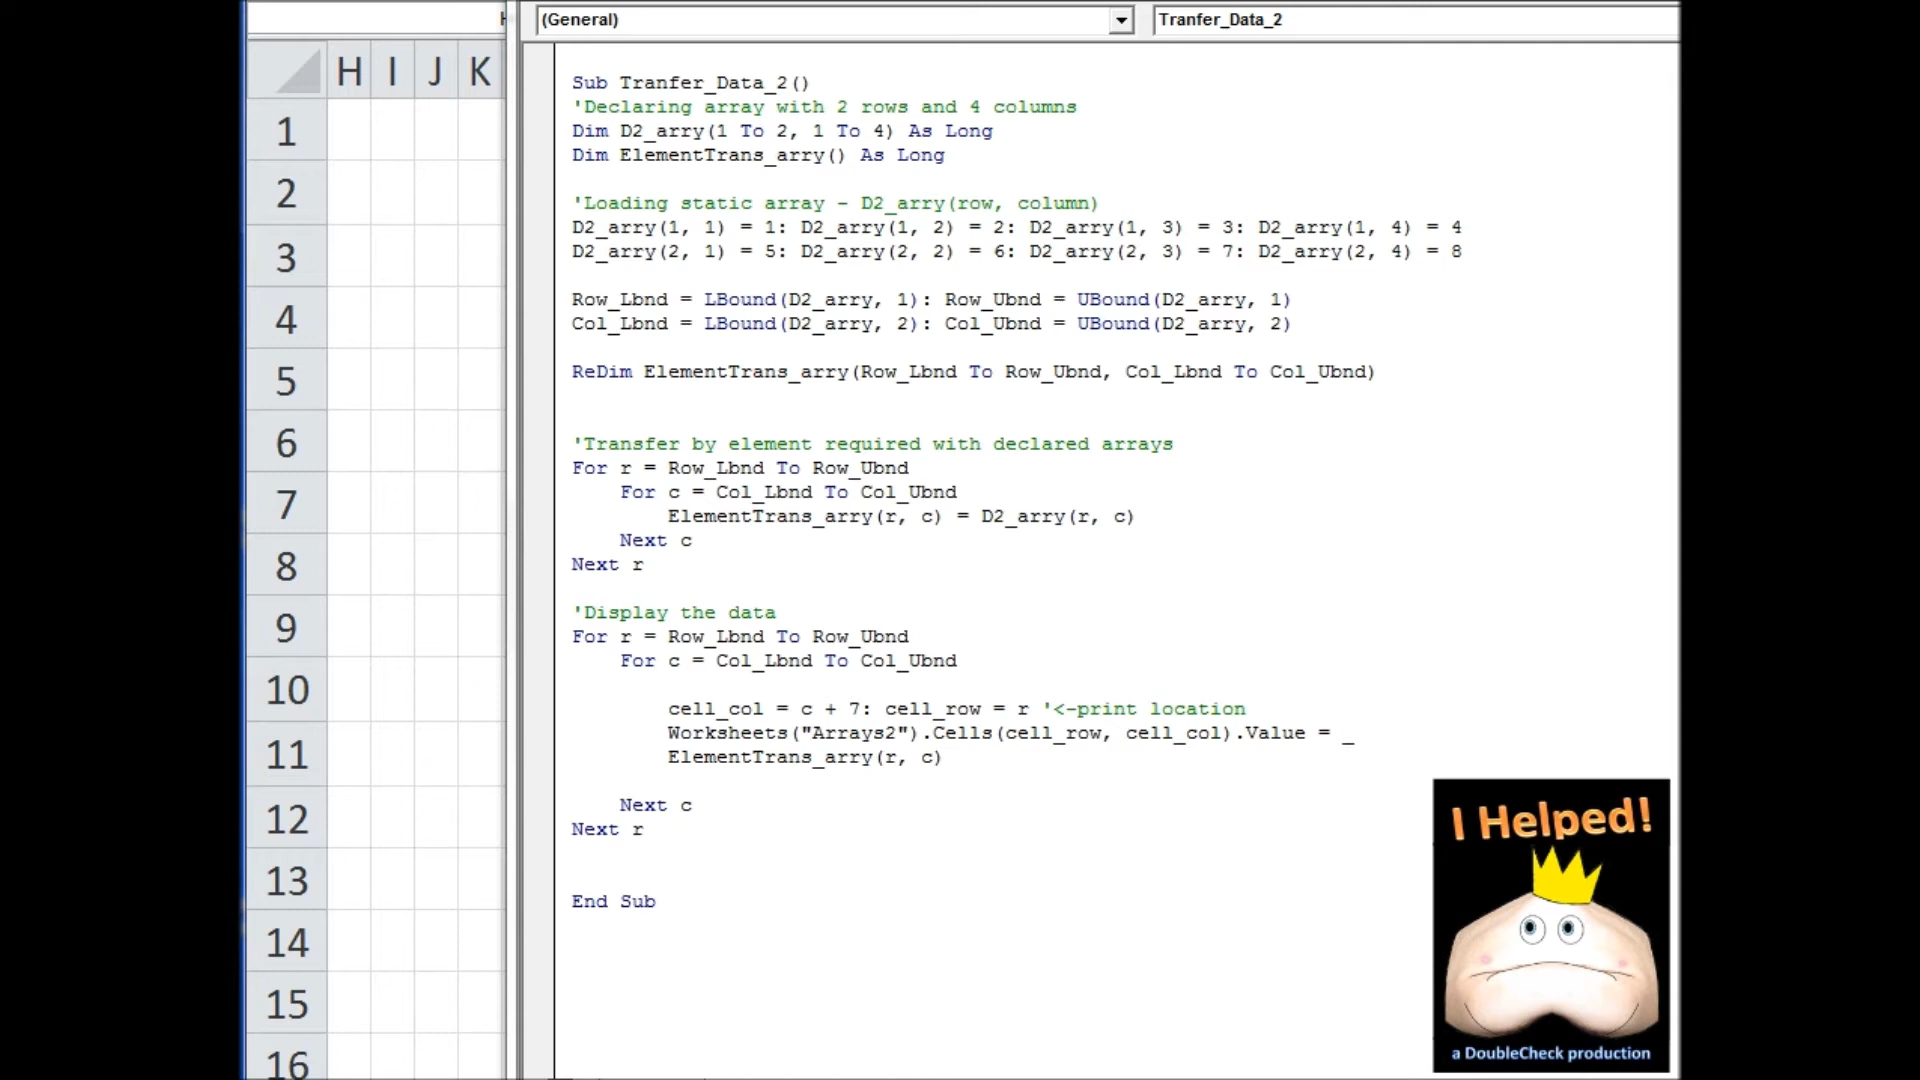 (General)
Tranfer_Data_2
H I J K
1
2
3
4
5
6
7
8
9
10
11
12
13
14
15
16
Sub Tranfer_Data_2()
'Declaring array with 2 rows and 4 columns
Dim D2_arry(1 To 2, 1 To 4) As Long
Dim ElementTrans_arry() As Long
'Loading static array - D2_arry(row, column)
D2_arry(1, 1) = 1: D2_arry(1, 2) = 2: D2_arry(1, 3) = 3: D2_arry(1, 4) = 4
D2_arry(2, 1) = 5: D2_arry(2, 2) = 6: D2_arry(2, 3) = 7: D2_arry(2, 4) = 8
Row_Lbnd = LBound(D2_arry, 1): Row_Ubnd = UBound(D2_arry, 1)
Col_Lbnd = LBound(D2_arry, 2): Col_Ubnd = UBound(D2_arry, 2)
ReDim ElementTrans_arry(Row_Lbnd To Row_Ubnd, Col_Lbnd To Col_Ubnd)
'Transfer by element required with declared arrays
For r = Row_Lbnd To Row_Ubnd
For c = Col_Lbnd To Col_Ubnd
ElementTrans_arry(r, c) = D2_arry(r, c)
Next c
Next r
'Display the data
For r = Row_Lbnd To Row_Ubnd
For c = Col_Lbnd To Col_Ubnd
cell_col = c + 7: cell_row = r '<-print location
Worksheets("Arrays2").Cells(cell_row, cell_col).Value = _
ElementTrans_arry(r, c)
Next c
Next r
End Sub
I Helped!
a DoubleCheck production